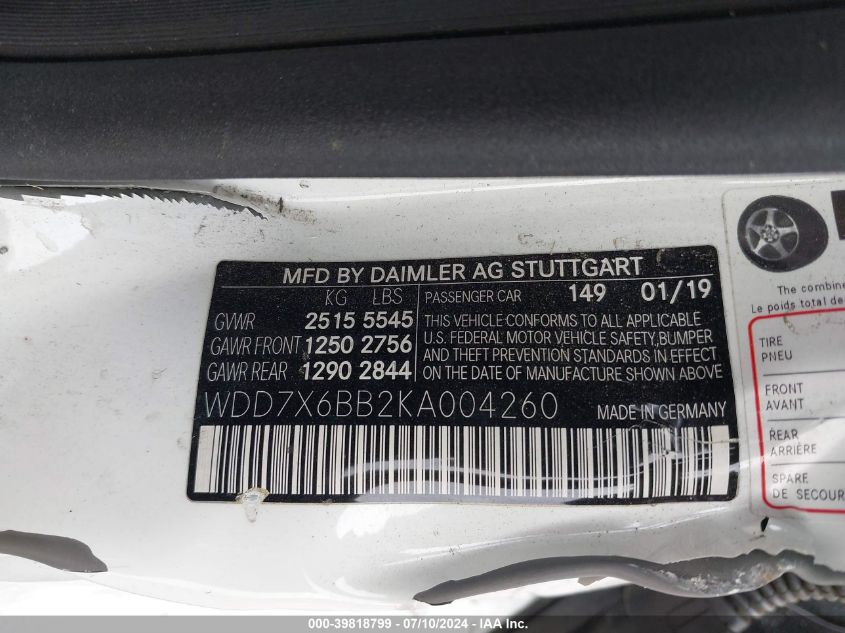 MFD BY DAIMLER AG STUTTGART
KG LBS
GVWR 2515 5545
GAWR FRONT 1250 2756
GAWR REAR 1290 2844
PASSENGER CAR 149 01/19
THIS VEHICLE CONFORMS TO ALL APPLICABLE
U.S. FEDERAL MOTOR VEHICLE SAFETY,BUMPER
AND THEFT PREVENTION STANDARDS IN EFFECT
ON THE DATE OF MANUFACTURE SHOWN ABOVE
WDD7X6BB2KA004260 MADE IN GERMANY
The combine
Le poids total de
TIRE
PNEU
FRONT
AVANT
REAR
ARRIÈRE
SPARE
DE SECOUR
000-39818799 - 07/10/2024 - IAA Inc.